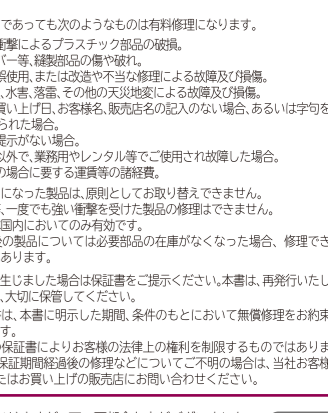 であっても次のようなものは有料修理になります。
衝撃によるプラスチック部品の破損。
バー等、縫製部品の傷や破れ。
誤使用、または改造や不当な修理による故障及び損傷。
、水害、落雷、その他の天災地変による故障及び損傷。
買い上げ日、お客様名、販売店名の記入のない場合、あるいは字句を
られた場合。
提示がない場合。
以外で、業務用やレンタル等でご使用され故障した場合。
の場合に要する運賃等の諸経費。
になった製品は、原則としてお取り替えできません。
、一度でも強い衝撃を受けた製品の修理はできません。
国内においてのみ有効です。
後の製品については必要部品の在庫がなくなった場合、修理でき
あります。
生じました場合は保証書をご提示ください。本書は、再発行いたし
、大切に保管してください。
は、本書に明示した期間、条件のもとにおいて無償修理をお約束
す。
の保証書によりお客様の法律上の権利を制限するものではありま
保証期間経過後の修理などについてご不明の場合は、当社お客様
またはお買い上げの販売店にお問い合わせください。